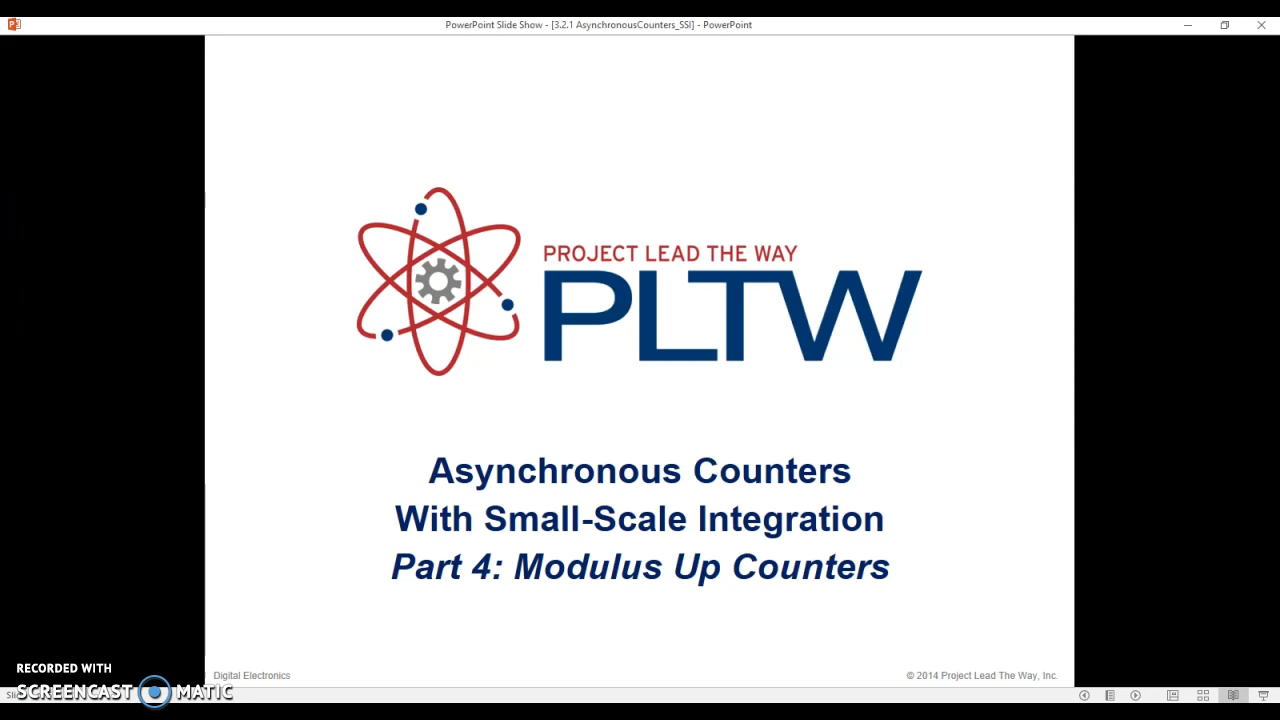 PowerPoint Slide Show - [3.2.1 AsynchronousCounters_SSI] - PowerPoint
PROJECT LEAD THE WAY
PLTW
Asynchronous Counters
With Small-Scale Integration
Part 4: Modulus Up Counters
Digital Electronics
© 2014 Project Lead The Way, Inc.
RECORDED WITH
SCREENCAST MATIC